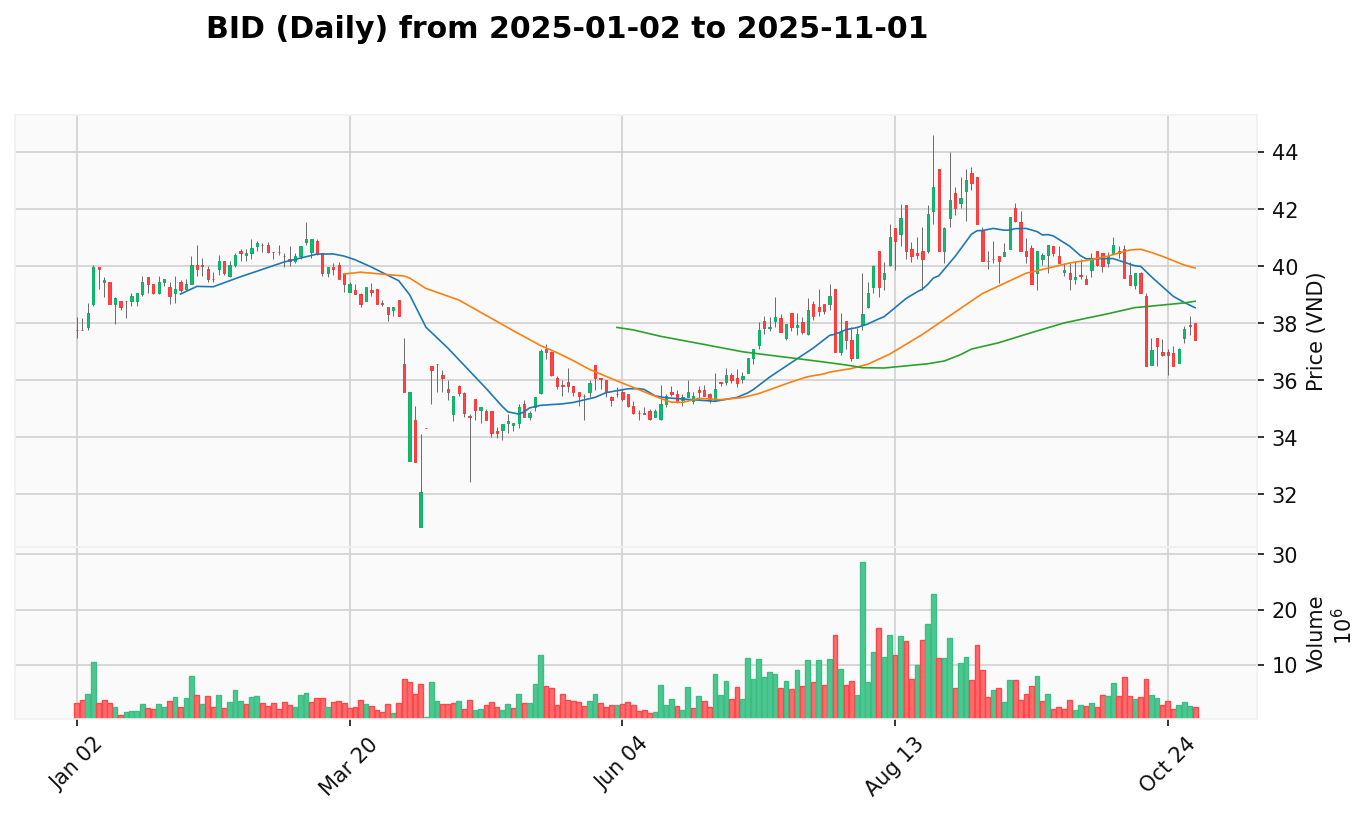 BID (Daily) from 2025-01-02 to 2025-11-01
44
42
40
38
36
34
32
Price (VND)
30
20
10
Volume
10⁶
Jan 02
Mar 20
Jun 04
Aug 13
Oct 24